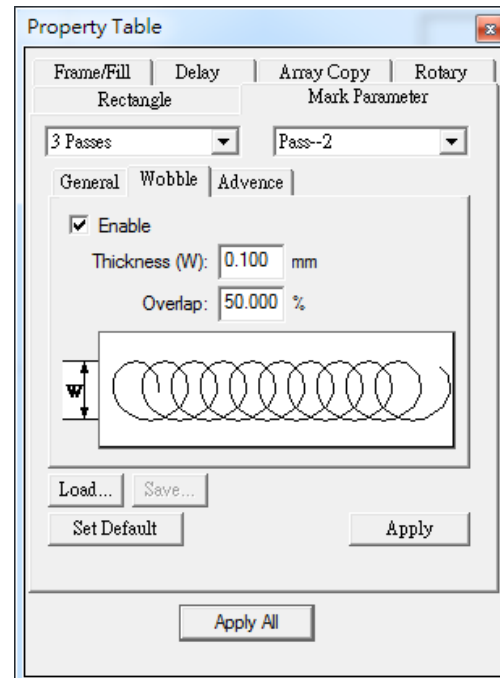 Property Table
Frame/Fill Delay Array Copy Rotary
Rectangle Mark Parameter
3 Passes Pass--2
General Wobble Advence
Enable
Thickness (W): 0.100 mm
Overlap: 50.000 %
W
Load... Save...
Set Default Apply
Apply All